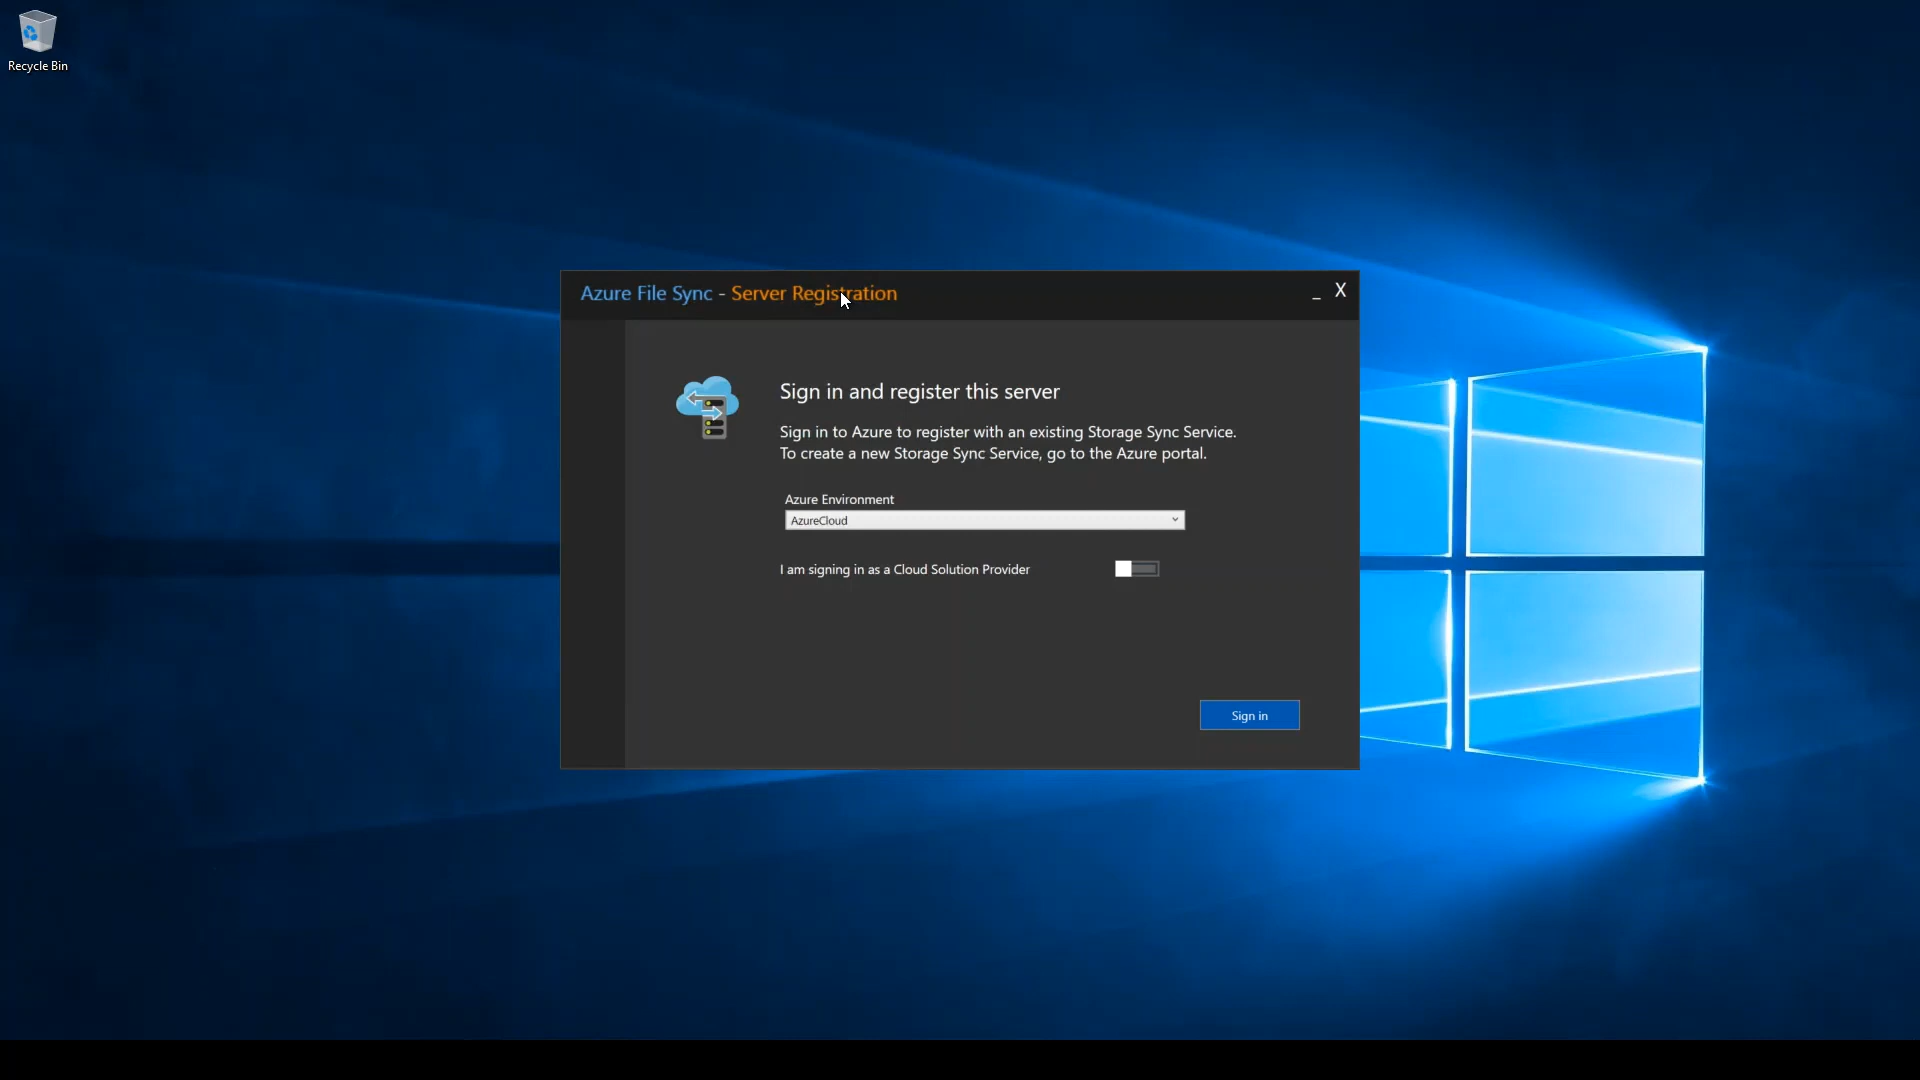 Recycle Bin
Azure File Sync - Server Registration
_ X
Sign in and register this server
Sign in to Azure to register with an existing Storage Sync Service.
To create a new Storage Sync Service, go to the Azure portal.
Azure Environment
AzureCloud
I am signing in as a Cloud Solution Provider
Sign in